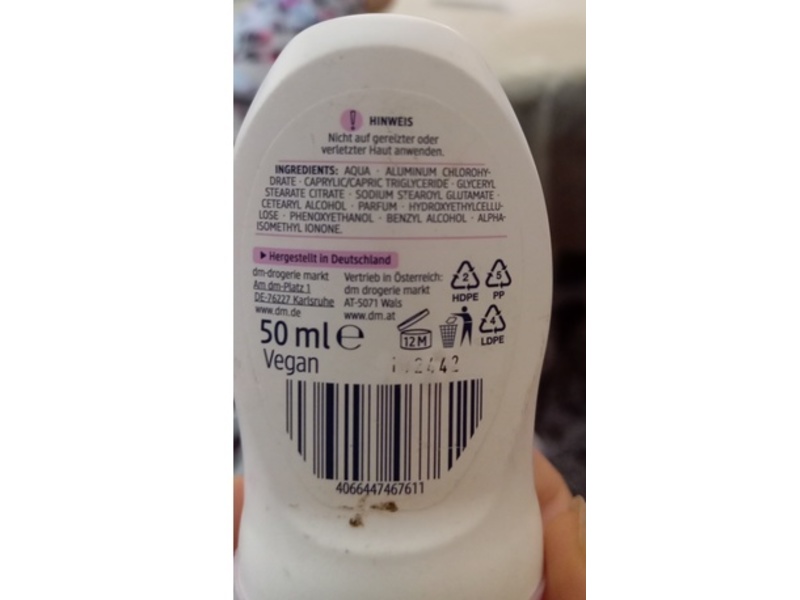 ! HINWEIS
Nicht auf gereizter oder
verletzter Haut anwenden.
INGREDIENTS: AQUA · ALUMINUM CHLOROHY-
DRATE · CAPRYLIC/CAPRIC TRIGLYCERIDE · GLYCERYL
STEARATE CITRATE · SODIUM STEAROYL GLUTAMATE ·
CETEARYL ALCOHOL · PARFUM · HYDROXYETHYLCELLU-
LOSE · PHENOXYETHANOL · BENZYL ALCOHOL · ALPHA-
ISOMETHYL IONONE.
Hergestellt in Deutschland
dm-drogerie markt
Am dm-Platz 1
DE-76227 Karlsruhe
www.dm.de
Vertrieb in Österreich:
dm drogerie markt
AT-5071 Wals
www.dm.at
2
HDPE
5
PP
12 M
4
LDPE
50 ml e
Vegan
4066447467611